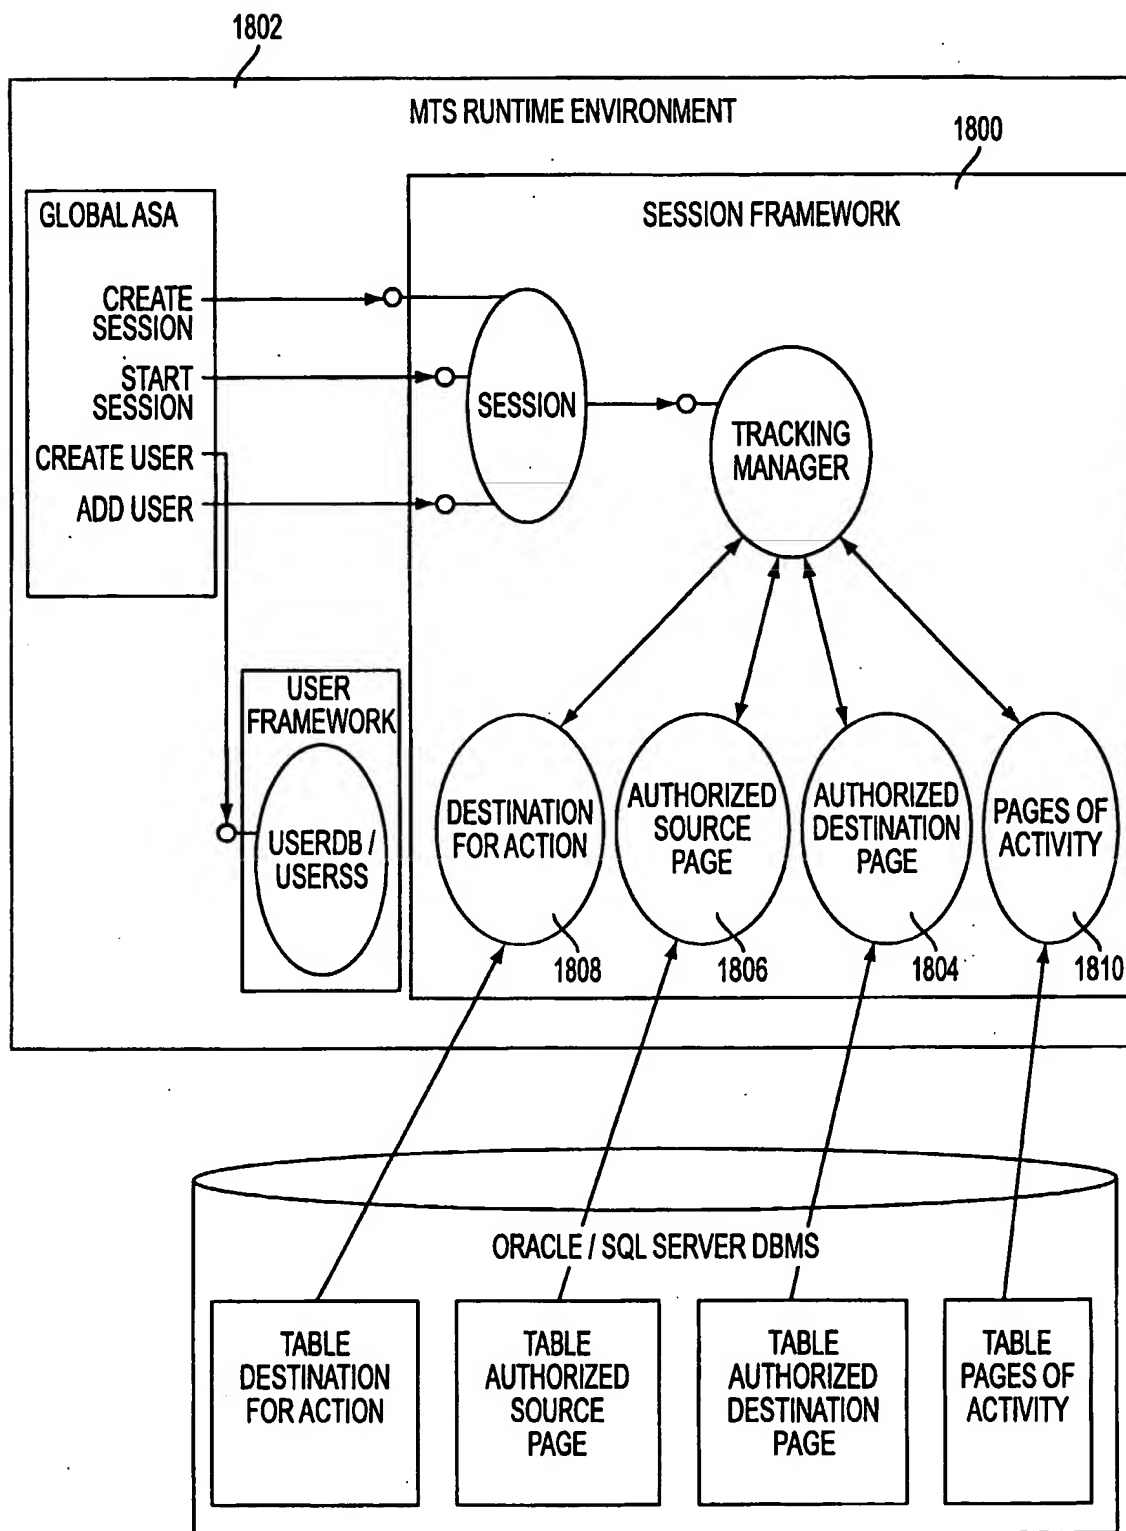 1802
MTS RUNTIME ENVIRONMENT
1800
GLOBAL ASA
SESSION FRAMEWORK
CREATE
SESSION
START
SESSION
CREATE USER
ADD USER
SESSION
TRACKING
MANAGER
USER
FRAMEWORK
USERDB /
USERSS
DESTINATION
FOR ACTION
AUTHORIZED
SOURCE
PAGE
AUTHORIZED
DESTINATION
PAGE
PAGES OF
ACTIVITY
1808
1806
1804
1810
ORACLE / SQL SERVER DBMS
TABLE
DESTINATION
FOR ACTION
TABLE
AUTHORIZED
SOURCE
PAGE
TABLE
AUTHORIZED
DESTINATION
PAGE
TABLE
PAGES OF
ACTIVITY